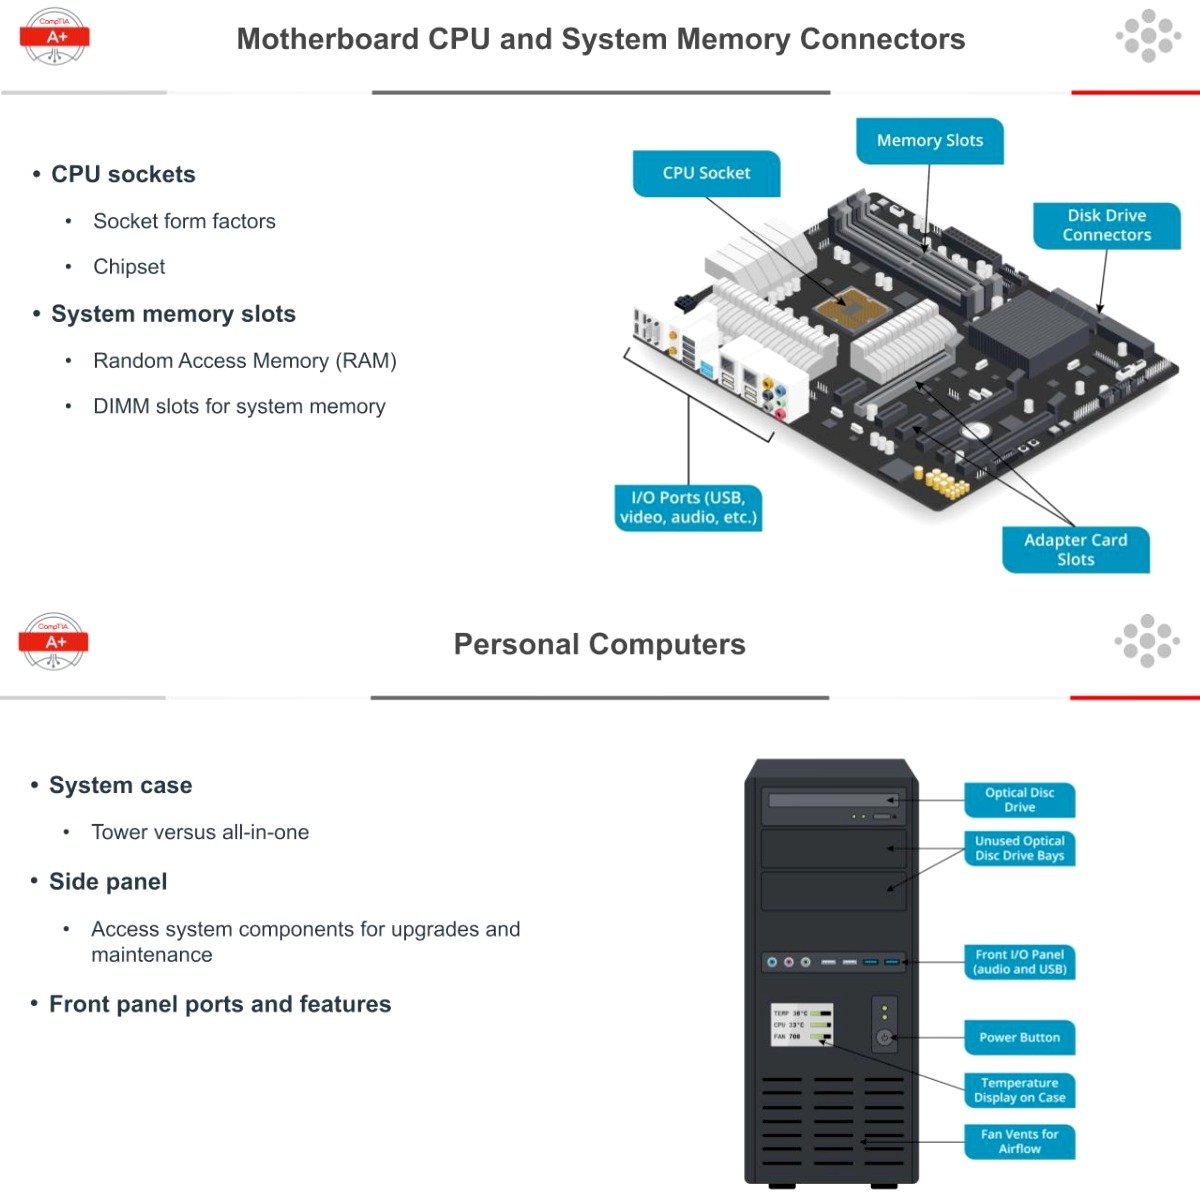 CompTIA
A+
Motherboard CPU and System Memory Connectors
• CPU sockets
• Socket form factors
• Chipset
• System memory slots
• Random Access Memory (RAM)
• DIMM slots for system memory
Memory Slots
CPU Socket
Disk Drive
Connectors
I/O Ports (USB,
video, audio, etc.)
Adapter Card
Slots
CompTIA
A+
Personal Computers
• System case
• Tower versus all-in-one
• Side panel
• Access system components for upgrades and
maintenance
• Front panel ports and features
Optical Disc
Drive
Unused Optical
Disc Drive Bays
Front I/O Panel
(audio and USB)
TEMP 30°C
CPU 33°C
FAN 700
Power Button
Temperature
Display on Case
Fan Vents for
Airflow